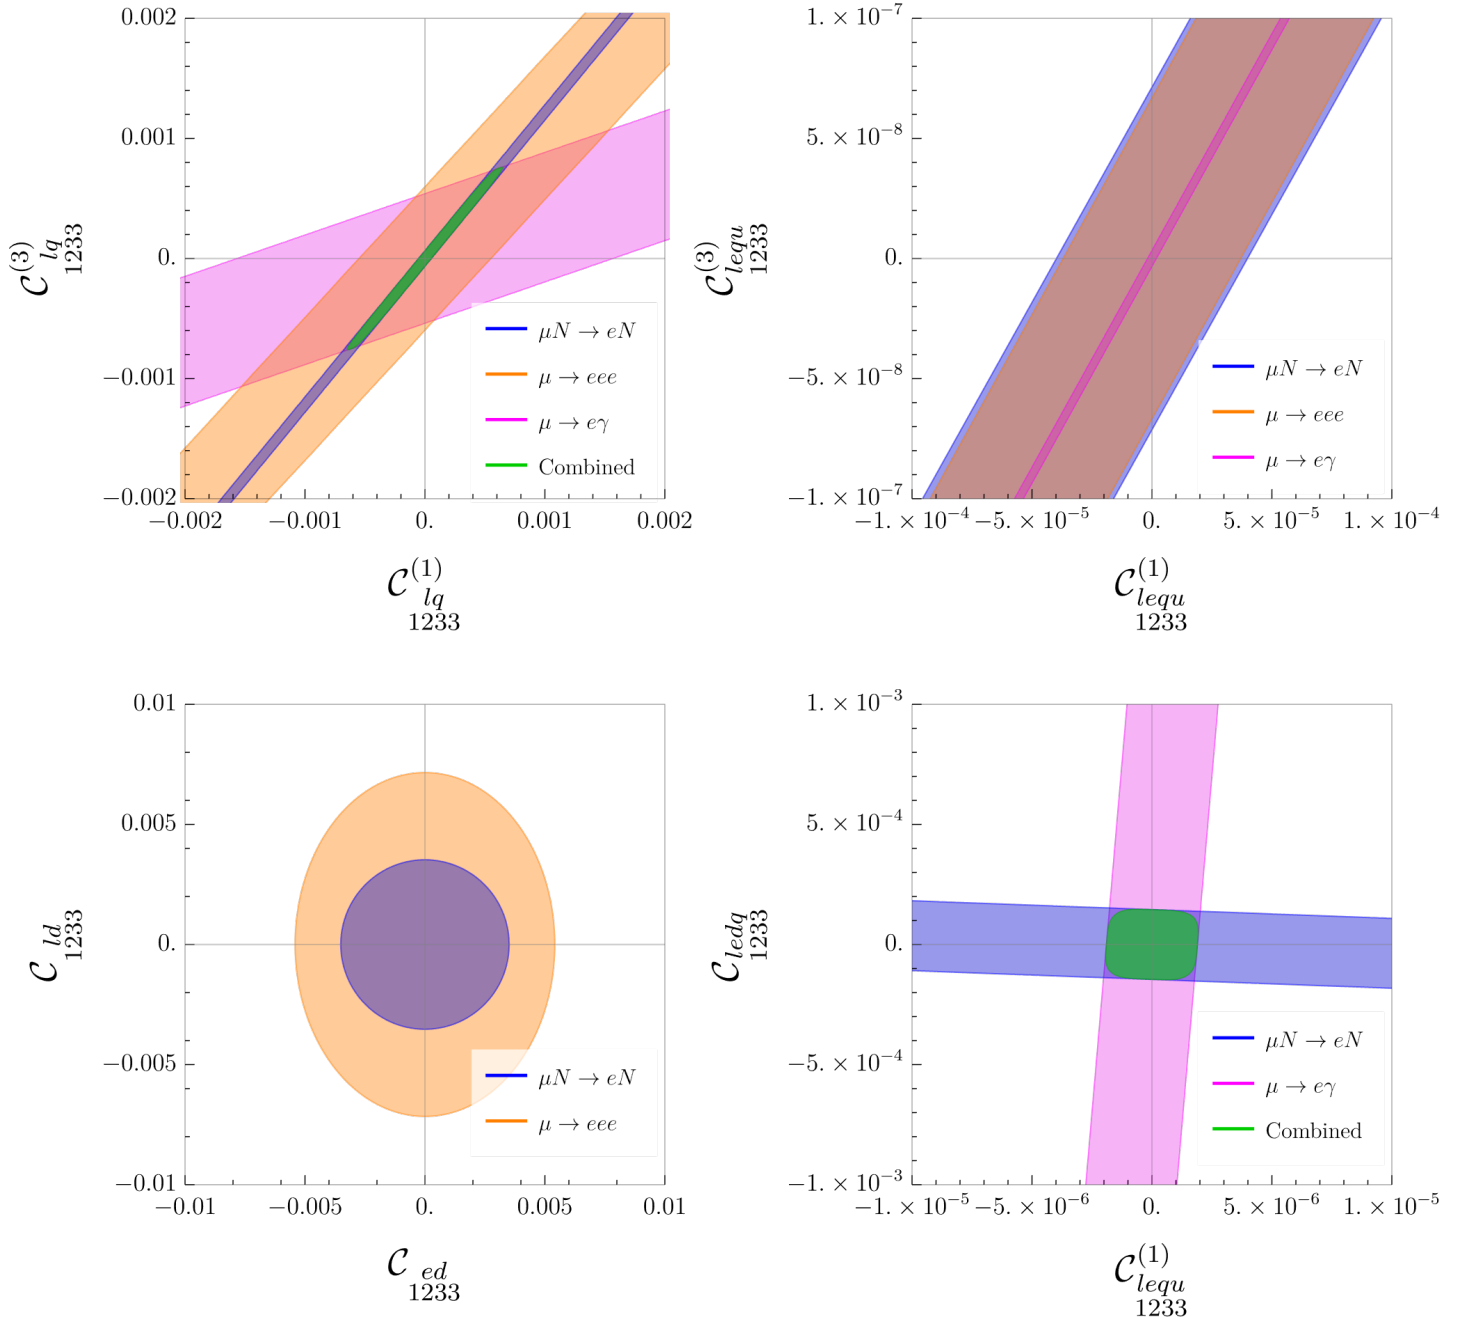 0.002
0.001
0.
−0.001
−0.002
−0.002 −0.001 0. 0.001 0.002
𝒞^{(3)}_{lq 1233}
𝒞^{(1)}_{lq 1233}
μN → eN
μ → eee
μ → eγ
Combined
1. × 10^{−7}
5. × 10^{−8}
0.
−5. × 10^{−8}
−1. × 10^{−7}
−1. × 10^{−4} −5. × 10^{−5} 0. 5. × 10^{−5} 1. × 10^{−4}
𝒞^{(3)}_{lequ 1233}
𝒞^{(1)}_{lequ 1233}
μN → eN
μ → eee
μ → eγ
0.01
0.005
0.
−0.005
−0.01
−0.01 −0.005 0. 0.005 0.01
𝒞_{ld 1233}
𝒞_{ed 1233}
μN → eN
μ → eee
1. × 10^{−3}
5. × 10^{−4}
0.
−5. × 10^{−4}
−1. × 10^{−3}
−1. × 10^{−5} −5. × 10^{−6} 0. 5. × 10^{−6} 1. × 10^{−5}
𝒞_{ledq 1233}
𝒞^{(1)}_{lequ 1233}
μN → eN
μ → eγ
Combined